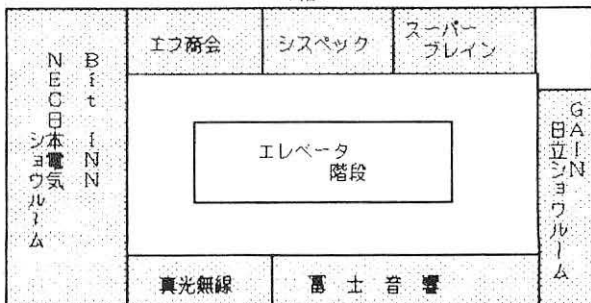 Bit INN
NEC日本電気
ショウルーム
エフ商会
シスペック
スーパー
ブレイン
GAIN
日立ショウルーム
エレベータ
階段
真光無線
富士音響